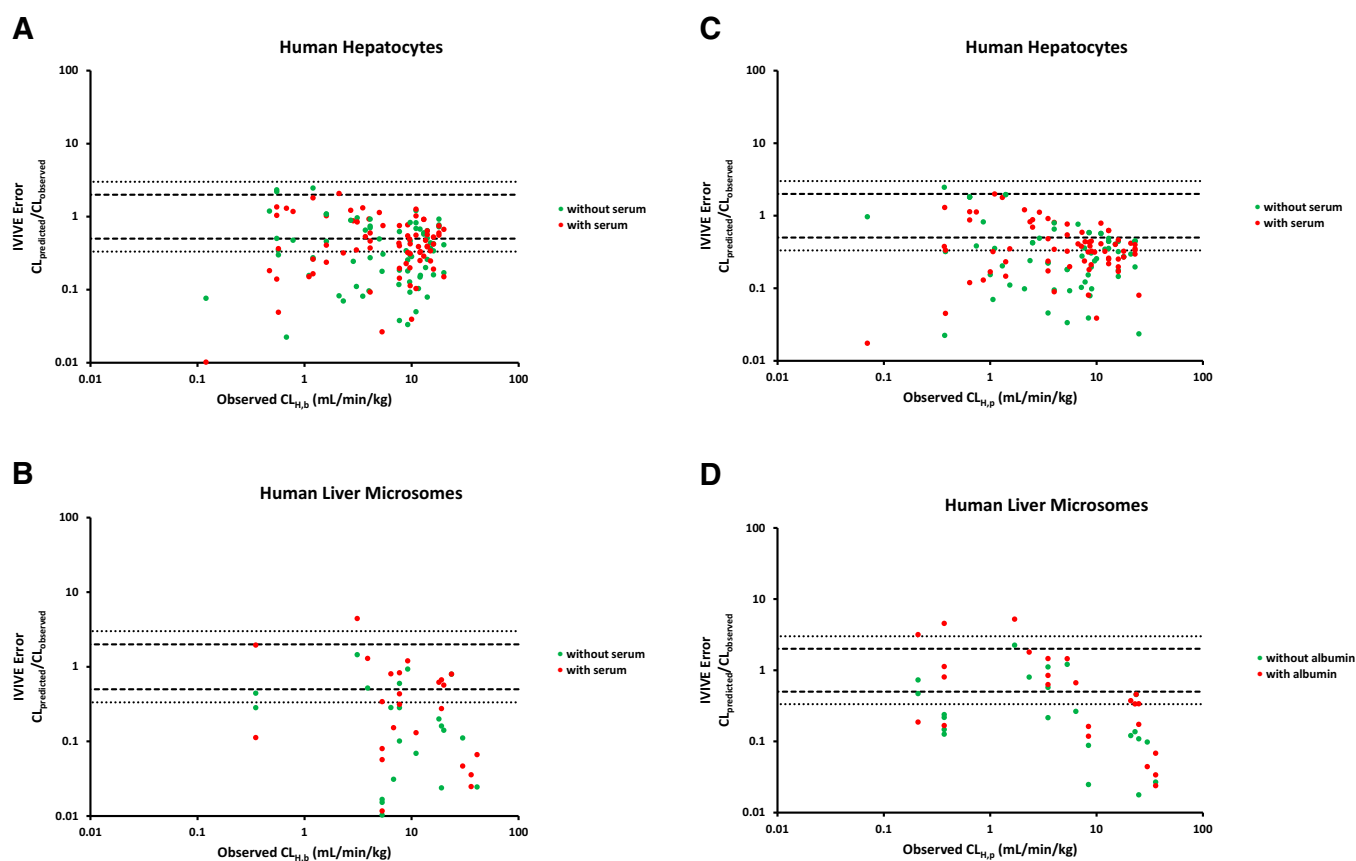 A
Human Hepatocytes
100
10
1
0.1
0.01
IVIVE Error
CLpredicted/CLobserved
0.01 0.1 1 10 100
Observed CLH,b (mL/min/kg)
without serum
with serum
C
Human Hepatocytes
100
10
1
0.1
0.01
IVIVE Error
CLpredicted/CLobserved
0.01 0.1 1 10 100
Observed CLH,p (mL/min/kg)
without serum
with serum
B
Human Liver Microsomes
100
10
1
0.1
0.01
IVIVE Error
CLpredicted/CLobserved
0.01 0.1 1 10 100
Observed CLH,b (mL/min/kg)
without serum
with serum
D
Human Liver Microsomes
100
10
1
0.1
0.01
IVIVE Error
CLpredicted/CLobserved
0.01 0.1 1 10 100
Observed CLH,p (mL/min/kg)
without albumin
with albumin